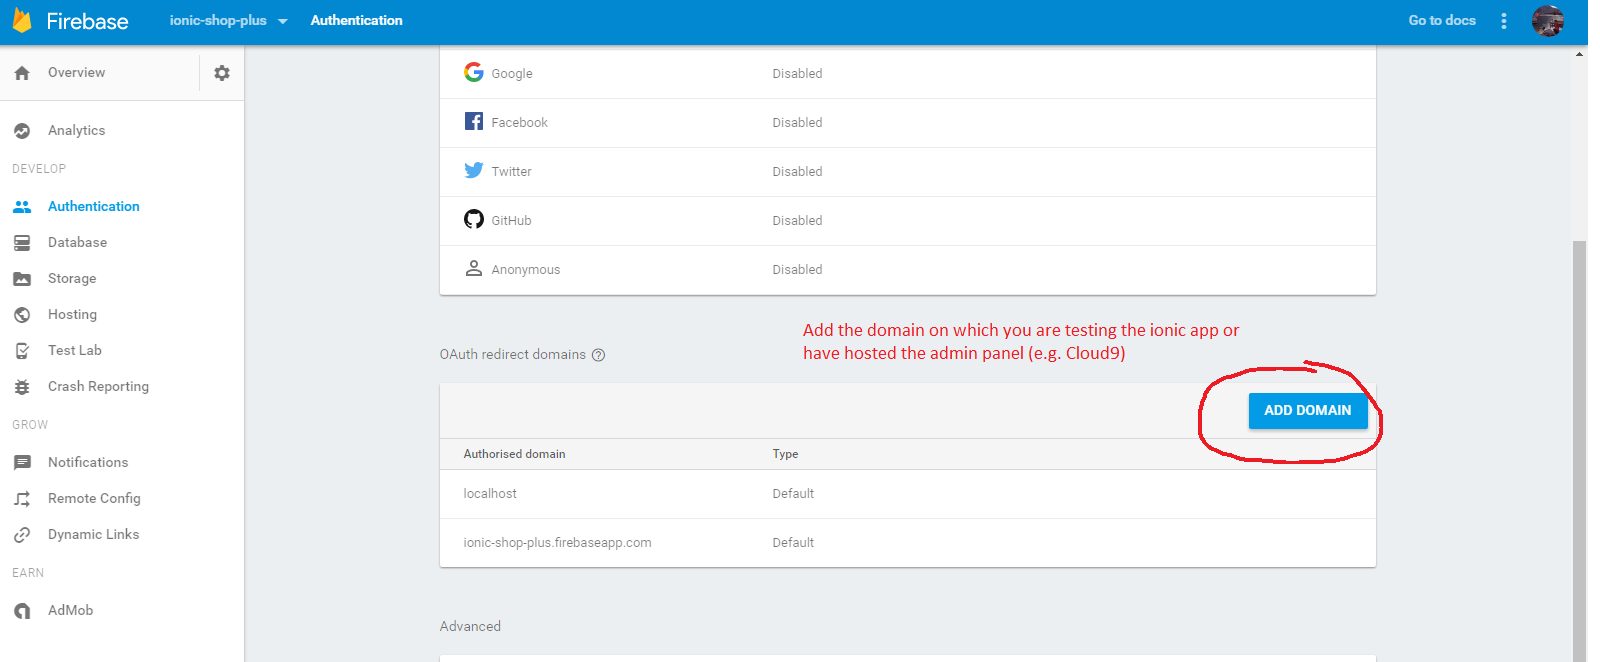 Firebase
ionic-shop-plus
Authentication
Go to docs
Overview
Analytics
DEVELOP
Authentication
Database
Storage
Hosting
Test Lab
Crash Reporting
GROW
Notifications
Remote Config
Dynamic Links
EARN
AdMob
Google Disabled
Facebook Disabled
Twitter Disabled
GitHub Disabled
Anonymous Disabled
Add the domain on which you are testing the ionic app or
have hosted the admin panel (e.g. Cloud9)
OAuth redirect domains ?
ADD DOMAIN
Authorised domain Type
localhost Default
ionic-shop-plus.firebaseapp.com Default
Advanced